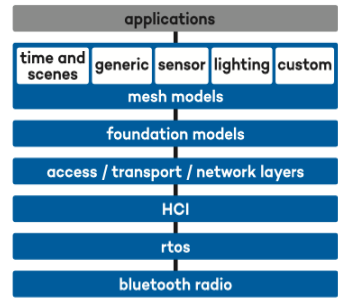 applications
time and
scenes
generic
sensor
lighting
custom
mesh models
foundation models
access / transport / network layers
HCI
rtos
bluetooth radio